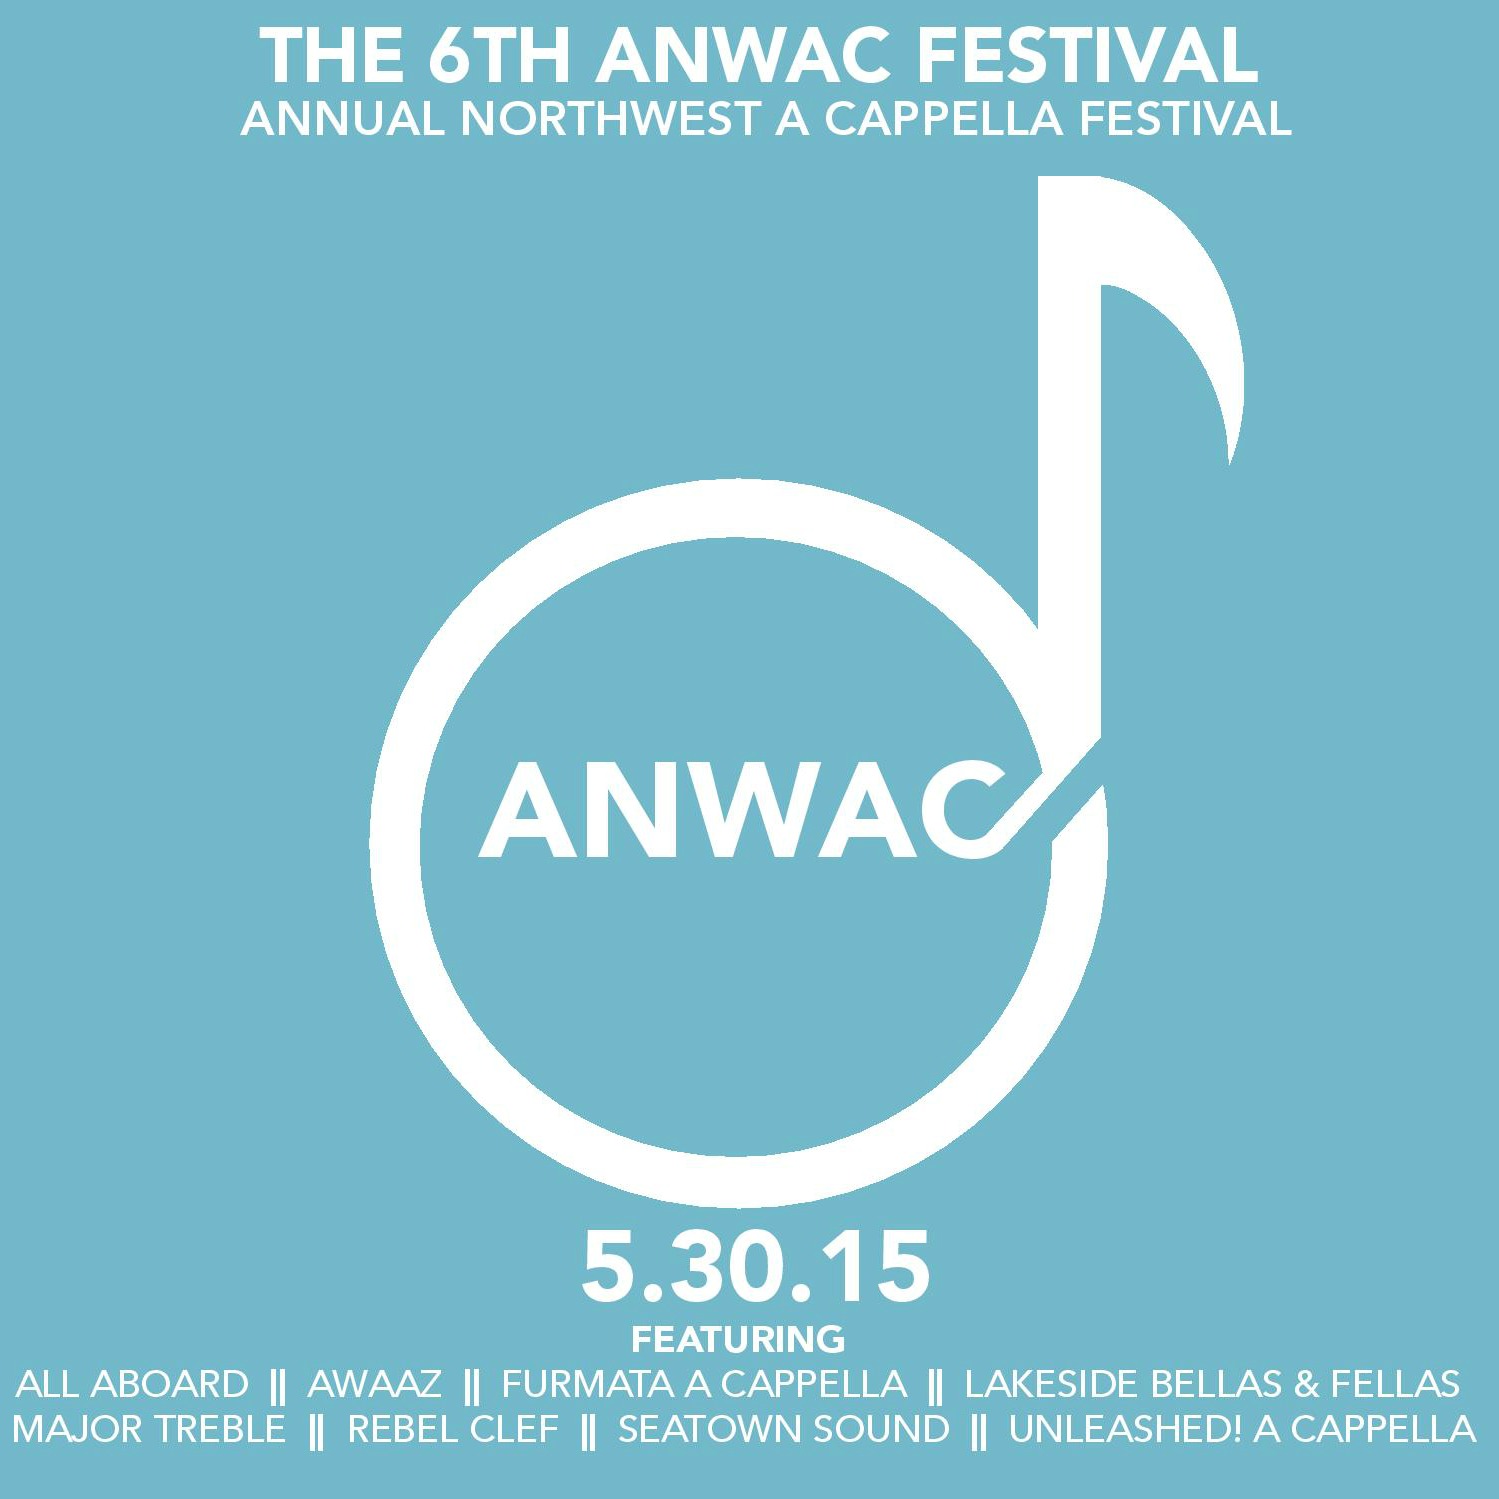 THE 6TH ANWAC FESTIVAL
ANNUAL NORTHWEST A CAPPELLA FESTIVAL
ANWAC
5.30.15
FEATURING
ALL ABOARD || AWAAZ || FURMATA A CAPPELLA || LAKESIDE BELLAS & FELLAS
MAJOR TREBLE || REBEL CLEF || SEATOWN SOUND || UNLEASHED! A CAPPELLA